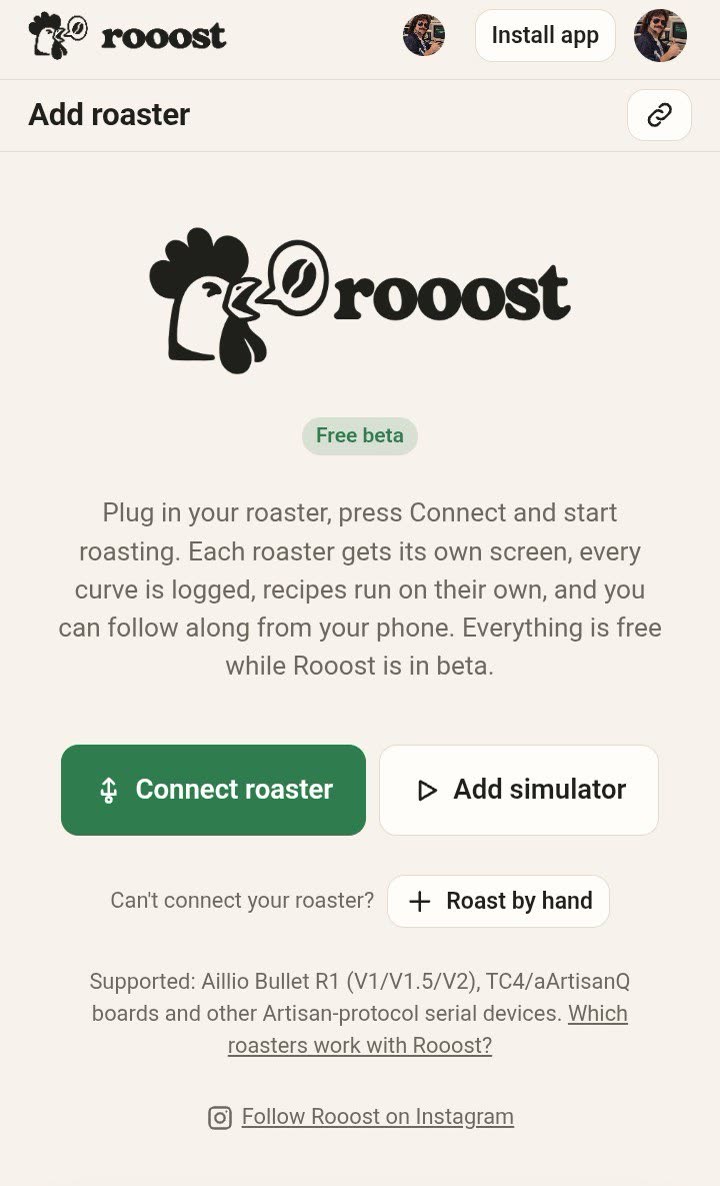 rooost
Install app
Add roaster
rooost
Free beta
Plug in your roaster, press Connect and start
roasting. Each roaster gets its own screen, every
curve is logged, recipes run on their own, and you
can follow along from your phone. Everything is free
while Rooost is in beta.
Connect roaster
Add simulator
Can't connect your roaster?
Roast by hand
Supported: Aillio Bullet R1 (V1/V1.5/V2), TC4/aArtisanQ
boards and other Artisan-protocol serial devices. Which
roasters work with Rooost?
Follow Rooost on Instagram